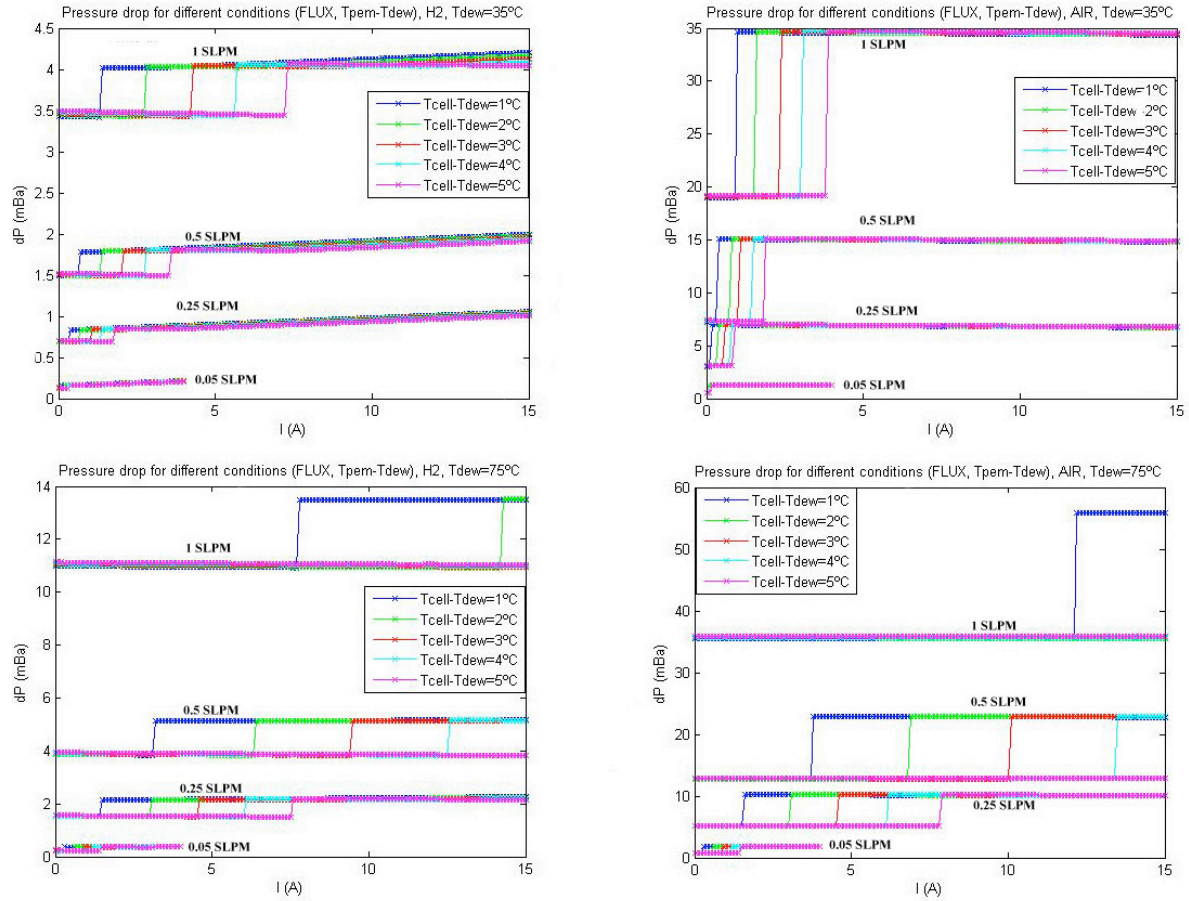 Pressure drop for different conditions (FLUX, Tpem-Tdew), H2, Tdew=35ºC
4.5
4
3.5
3
2.5
2
1.5
1
0.5
0
dP (mBa)
1 SLPM
Tcell-Tdew=1ºC
Tcell-Tdew=2ºC
Tcell-Tdew=3ºC
Tcell-Tdew=4ºC
Tcell-Tdew=5ºC
0.5 SLPM
0.25 SLPM
0.05 SLPM
0 5 10 15
I (A)
Pressure drop for different conditions (FLUX, Tpem-Tdew), AIR, Tdew=35ºC
35
30
25
20
15
10
5
0
dP (mBa)
1 SLPM
Tcell-Tdew=1ºC
Tcell-Tdew 2ºC
Tcell-Tdew=3ºC
Tcell-Tdew=4ºC
Tcell-Tdew=5ºC
0.5 SLPM
0.25 SLPM
0.05 SLPM
0 5 10 15
I (A)
Pressure drop for different conditions (FLUX, Tpem-Tdew), H2, Tdew=75ºC
14
12
10
8
6
4
2
0
dP (mBa)
1 SLPM
Tcell-Tdew=1ºC
Tcell-Tdew=2ºC
Tcell-Tdew=3ºC
Tcell-Tdew=4ºC
Tcell-Tdew=5ºC
0.5 SLPM
0.25 SLPM
0.05 SLPM
0 5 10 15
I (A)
Pressure drop for different conditions (FLUX, Tpem-Tdew), AIR, Tdew=75ºC
60
50
40
30
20
10
0
dP (mBa)
Tcell-Tdew=1ºC
Tcell-Tdew=2ºC
Tcell-Tdew=3ºC
Tcell-Tdew=4ºC
Tcell-Tdew=5ºC
1 SLPM
0.5 SLPM
0.25 SLPM
0.05 SLPM
0 5 10 15
I (A)